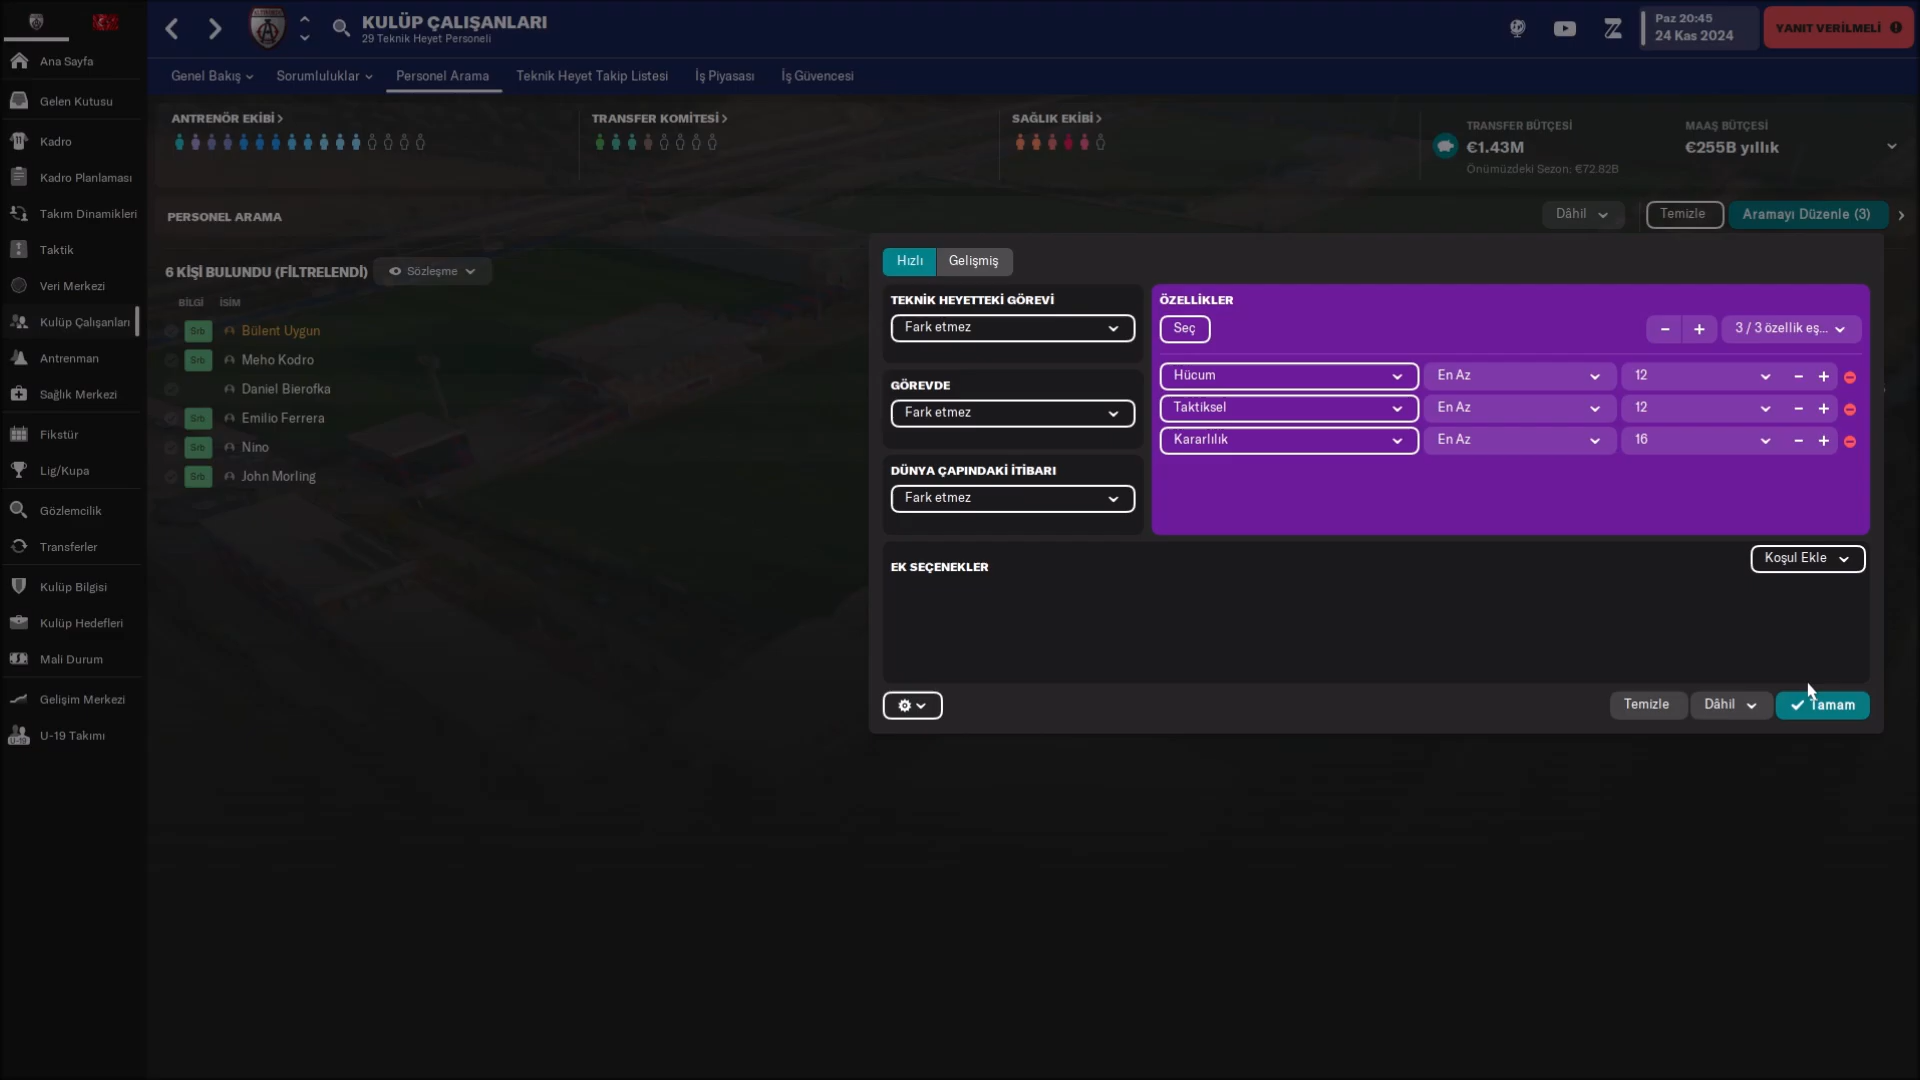 KULÜP ÇALIŞANLARI
29 Teknik Heyet Personeli
Paz 20:45
24 Kas 2024
YANIT VERİLMELİ
Genel Bakış
Sorumluluklar
Personel Arama
Teknik Heyet Takip Listesi
İş Piyasası
İş Güvencesi
Ana Sayfa
Gelen Kutusu
Kadro
Kadro Planlaması
Takım Dinamikleri
Taktik
Veri Merkezi
Kulüp Çalışanları
Antrenman
Sağlık Merkezi
Fikstür
Lig/Kupa
Gözlemcilik
Transferler
Kulüp Bilgisi
Kulüp Hedefleri
Mali Durum
Gelişim Merkezi
U-19 Takımı
ANTRENÖR EKİBİ
TRANSFER KOMİTESİ
SAĞLIK EKİBİ
TRANSFER BÜTÇESİ
€1.43M
Önümüzdeki Sezon: €72.82B
MAAŞ BÜTÇESİ
€255B yıllık
PERSONEL ARAMA
Dâhil
Temizle
Aramayı Düzenle (3)
6 KİŞİ BULUNDU (FİLTRELENDİ)
Sözleşme
BİLGİ İSİM
Srb Bülent Uygun
Srb Meho Kodro
Daniel Bierofka
Srb Emilio Ferrera
Srb Nino
Srb John Morling
Hızlı
Gelişmiş
TEKNİK HEYETTEKİ GÖREVİ
Fark etmez
GÖREVDE
Fark etmez
DÜNYA ÇAPINDAKİ İTİBARI
Fark etmez
ÖZELLİKLER
Seç
3 / 3 özellik eş...
Hücum En Az 12
Taktiksel En Az 12
Kararlılık En Az 16
EK SEÇENEKLER
Koşul Ekle
Temizle
Dâhil
Tamam